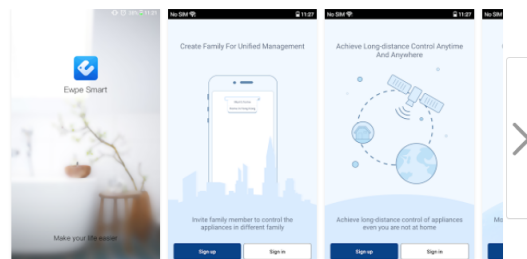 11:27
Ewpe Smart
Make your life easier
No SIM
11:27
Create Family For Unified Management
Invite family member to control the
appliances in different family
Sign up
Sign in
No SIM
11:27
Achieve Long-distance Control Anytime
And Anywhere
Achieve long-distance control of appliances
even you are not at home
Sign up
Sign in
No SIM